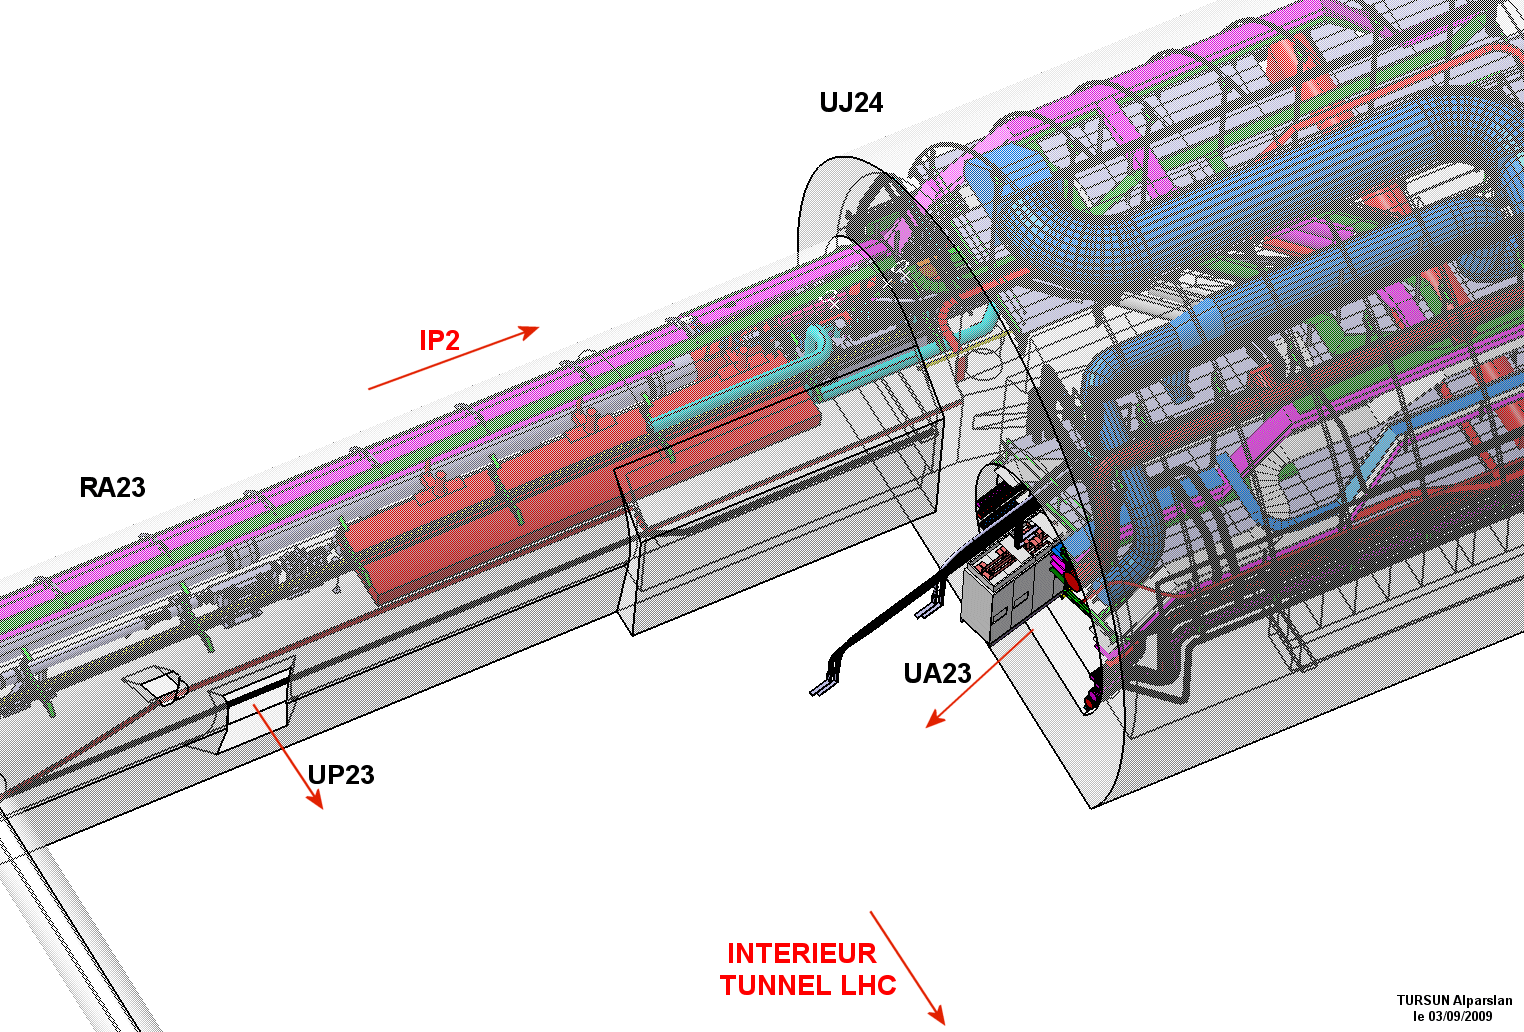 UJ24
IP2
RA23
UA23
UP23
INTERIEUR
TUNNEL LHC
TURSUN Alparslan
le 03/09/2009